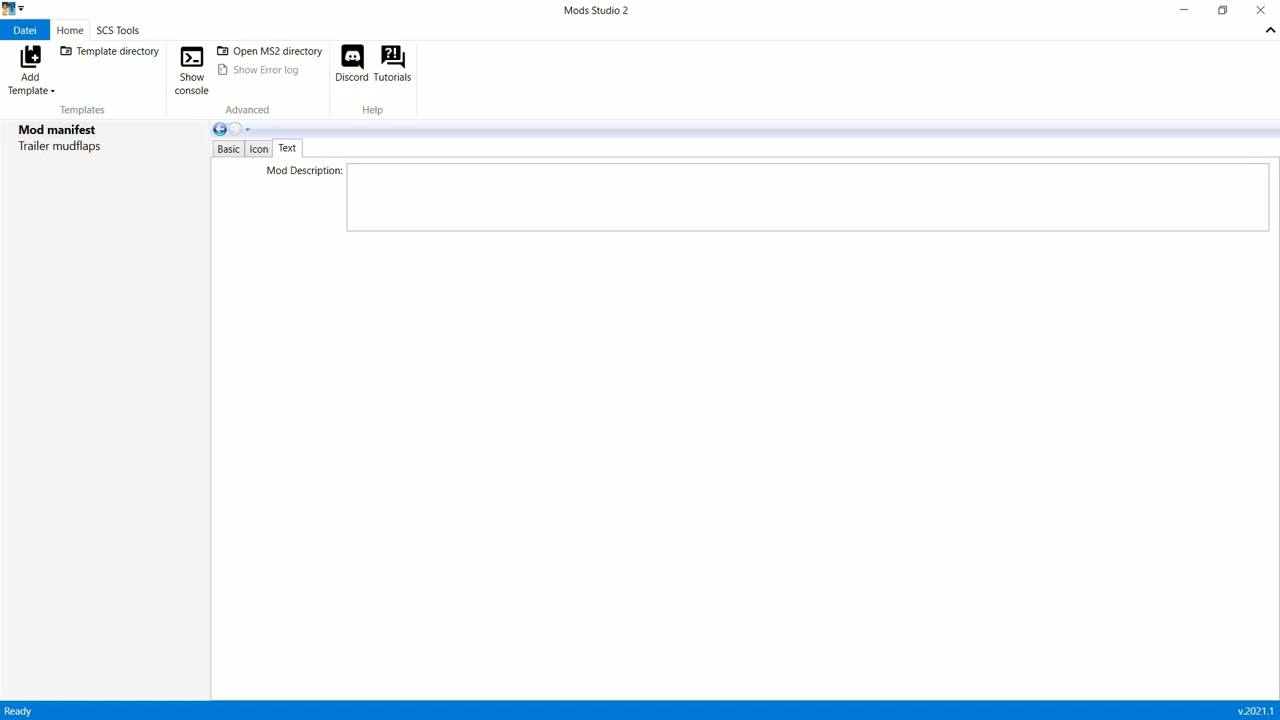 Mods Studio 2
Datei Home SCS Tools
Add Template
Template directory
Templates
Show console
Open MS2 directory
Show Error log
Advanced
Discord Tutorials
Help
Mod manifest
Trailer mudflaps
Basic Icon Text
Mod Description:
Ready v.2021.1